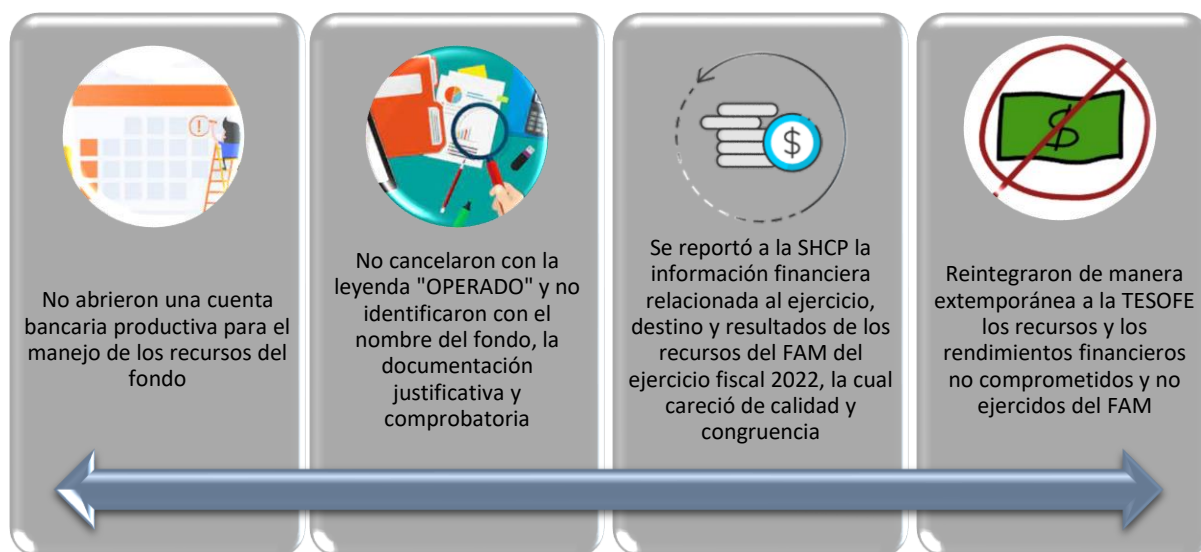 No abrieron una cuenta
bancaria productiva para el
manejo de los recursos del
fondo
No cancelaron con la
leyenda "OPERADO" y no
identificaron con el
nombre del fondo, la
documentación
justificativa y
comprobatoria
Se reportó a la SHCP la
información financiera
relacionada al ejercicio,
destino y resultados de los
recursos del FAM del
ejercicio fiscal 2022, la cual
careció de calidad y
congruencia
Reintegraron de manera
extemporánea a la TESOFE
los recursos y los
rendimientos financieros
no comprometidos y no
ejercidos del FAM